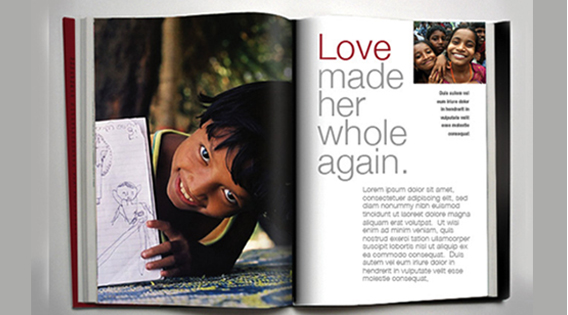 Love
made
her
whole
again.
Duis autem vel
eum iriure dolor
in hendrerit in
vulputate velit
esse molestie
consequat
Lorem ipsum dolor sit amet,
consectetuer adipiscing elit, sed
diam nonummy nibh euismod
tincidunt ut laoreet dolore magna
aliquam erat volutpat. Ut wisi
enim ad minim veniam, quis
nostrud exerci tation ullamcorper
suscipit lobortis nisl ut aliquip ex
ea commodo consequat. Duis
autem vel eum iriure dolor in
hendrerit in vulputate velit esse
molestie consequat,